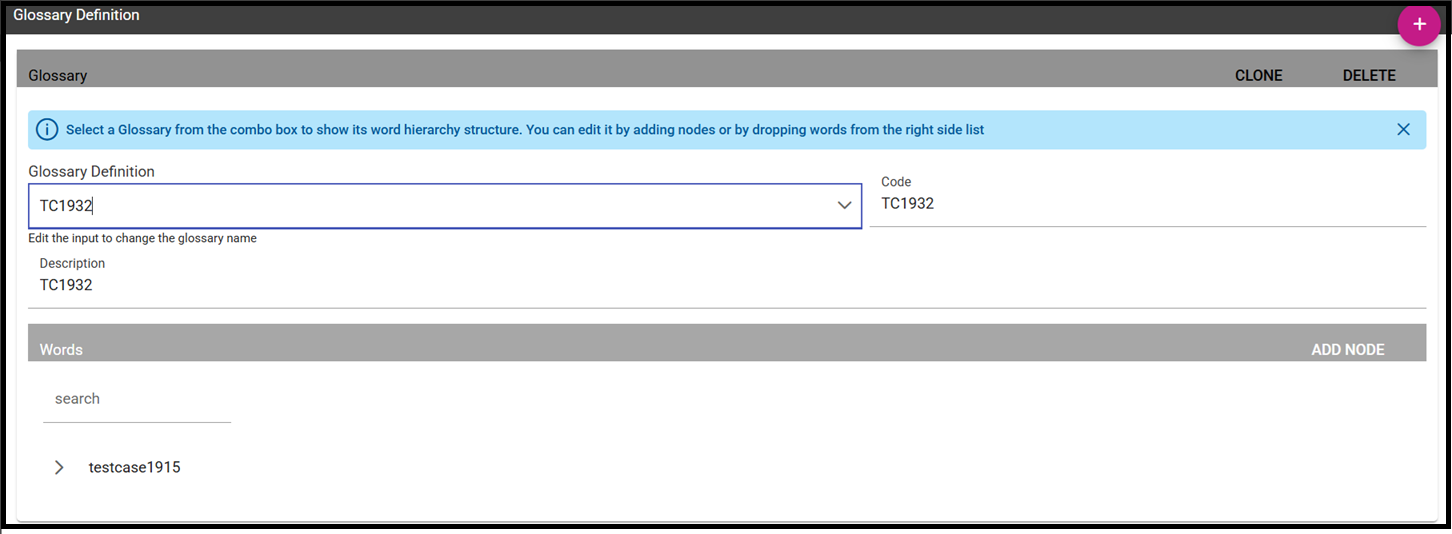 Glossary Definition
+
Glossary CLONE DELETE
Select a Glossary from the combo box to show its word hierarchy structure. You can edit it by adding nodes or by dropping words from the right side list
Glossary Definition
TC1932
Code
TC1932
Edit the input to change the glossary name
Description
TC1932
Words ADD NODE
search
testcase1915